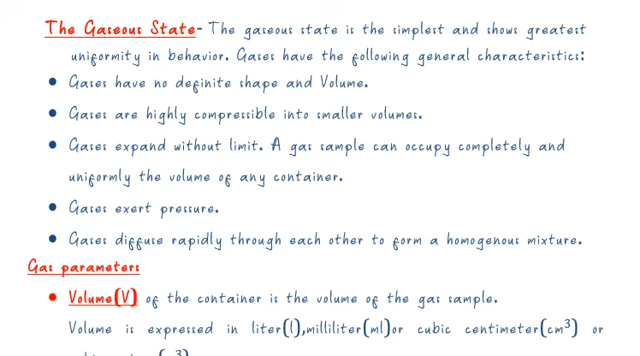 The Gaseous State- The gaseous state is the simplest and shows greatest
uniformity in behavior. Gases have the following general characteristics:
• Gases have no definite shape and Volume.
• Gases are highly compressible into smaller volumes.
• Gases expand without limit. A gas sample can occupy completely and
uniformly the volume of any container.
• Gases exert pressure.
• Gases diffuse rapidly through each other to form a homogenous mixture.
Gas parameters
• Volume(V) of the container is the volume of the gas sample.
Volume is expressed in liter(l),milliliter(ml)or cubic centimeter(cm³) or